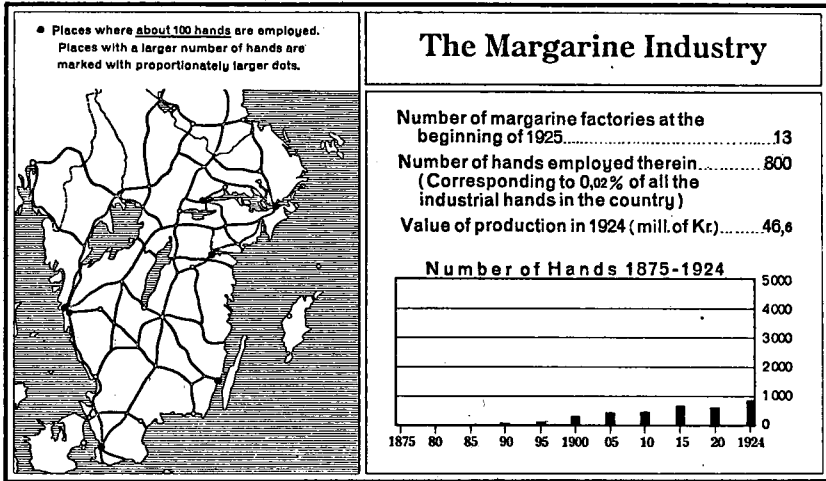 Places where about 100 hands are employed.
Places with a larger number of hands are
marked with proportionately larger dots.
The Margarine Industry
Number of margarine factories at the
beginning of 1925 13
Number of hands employed therein 800
(Corresponding to 0,02% of all the
industrial hands in the country)
Value of production in 1924 (mill. of Kr.) 46,6
Number of Hands 1875-1924
5000
4000
3000
2000
1000
0
1875 80 85 90 95 1900 05 10 15 20 1924